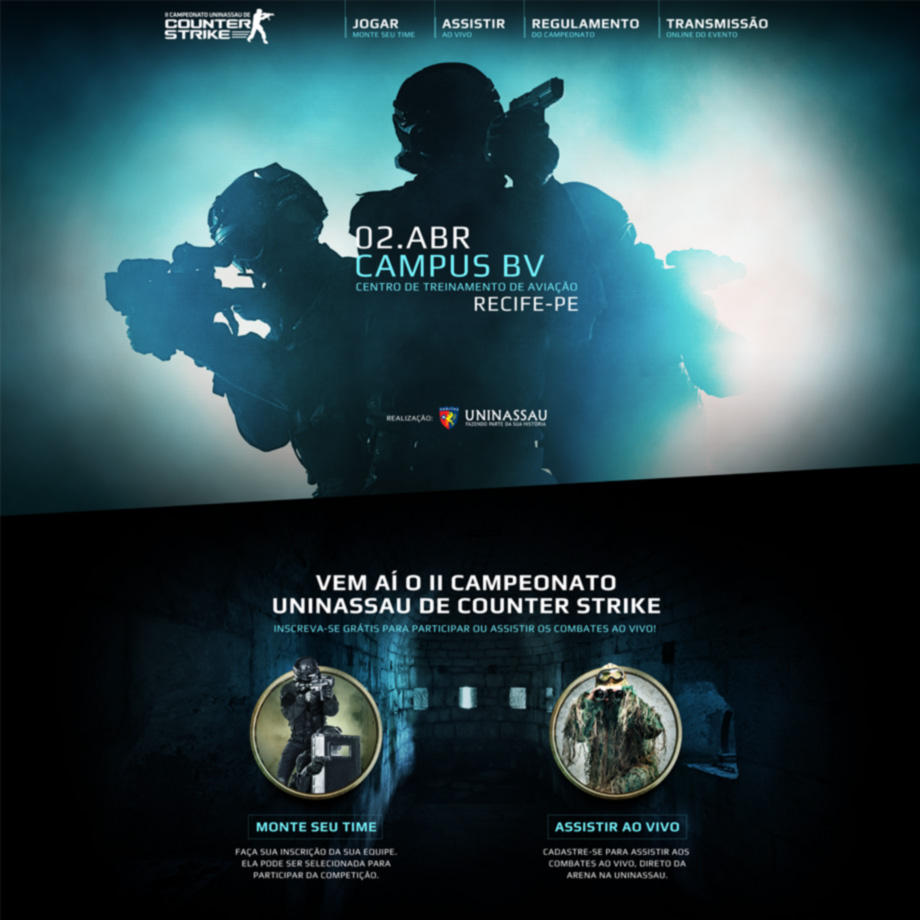 II CAMPEONATO UNINASSAU DE
COUNTER
STRIKE
JOGAR
MONTE SEU TIME
ASSISTIR
AO VIVO
REGULAMENTO
DO CAMPEONATO
TRANSMISSÃO
ONLINE DO EVENTO
02.ABR
CAMPUS BV
CENTRO DE TREINAMENTO DE AVIAÇÃO
RECIFE-PE
REALIZAÇÃO:
UNINASSAU
FAZENDO PARTE DA SUA HISTÓRIA
VEM AÍ O II CAMPEONATO
UNINASSAU DE COUNTER STRIKE
INSCREVA-SE GRÁTIS PARA PARTICIPAR OU ASSISTIR OS COMBATES AO VIVO!
MONTE SEU TIME
FAÇA SUA INSCRIÇÃO DA SUA EQUIPE.
ELA PODE SER SELECIONADA PARA
PARTICIPAR DA COMPETIÇÃO.
ASSISTIR AO VIVO
CADASTRE-SE PARA ASSISTIR AOS
COMBATES AO VIVO, DIRETO DA
ARENA NA UNINASSAU.